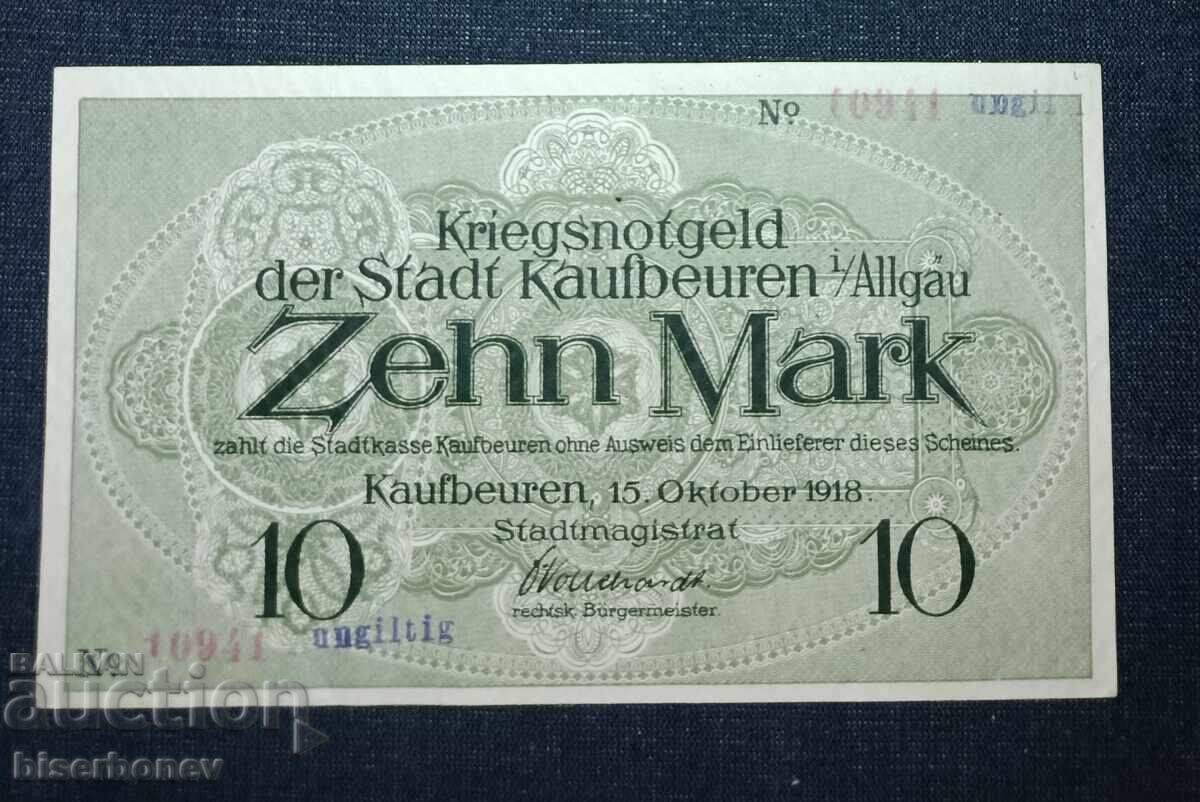 No 10941 ungilti
Kriegsnotgeld
der Stadt Kaufbeuren i/Allgäu
Zehn Mark
zahlt die Stadtkasse Kaufbeuren ohne Ausweis dem Einlieferer dieses Scheines.
Kaufbeuren, 15. Oktober 1918.
Stadtmagistrat
10 10
rechtsk. Bürgermeister.
No 10941 ungiltig
BALKAN
auction
biserbonev